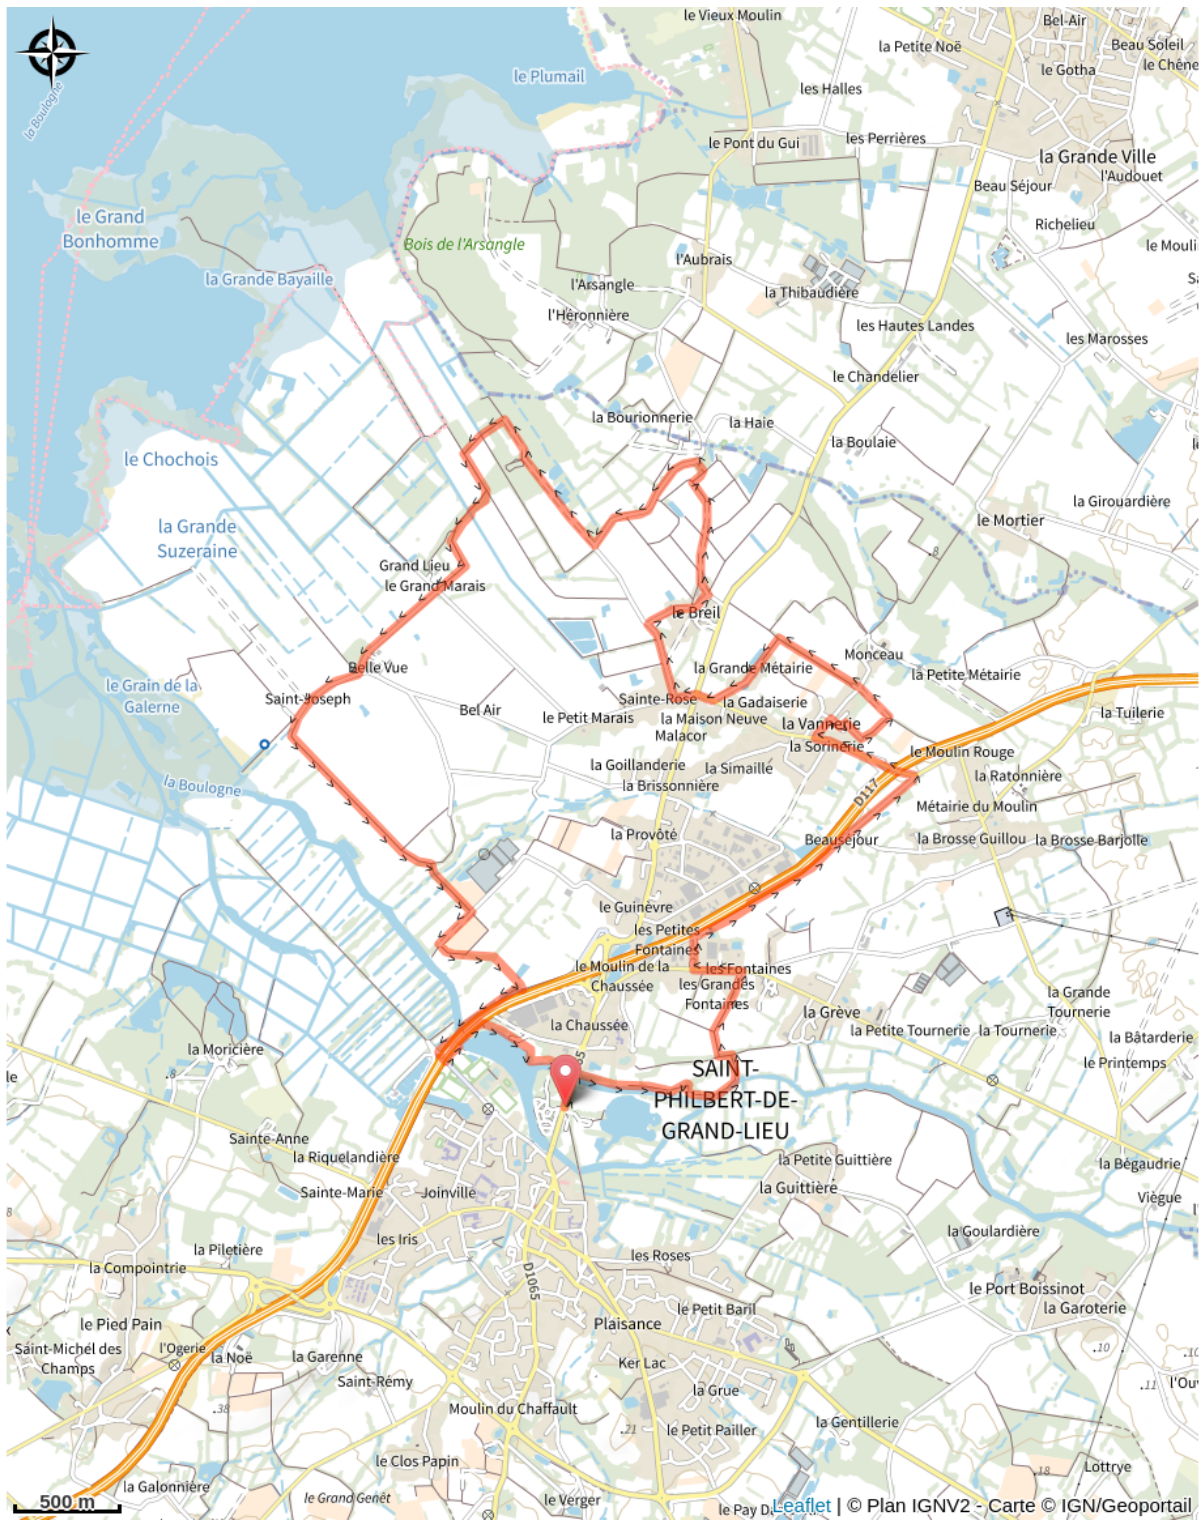 le Vieux Moulin
Bel-Air
la Petite Noë
Beau Soleil
le Gotha
le Chêne
le Plumail
les Halles
la Boulogne
le Pont du Gui
les Perrières
la Grande Ville
l'Audouet
Beau Séjour
le Grand
Bonhomme
Richelieu
Bois de l'Arsangle
l'Aubrais
la Grande Bayaille
l'Arsangle
la Thibaudière
l'Héronnière
les Hautes Landes
les Marosses
le Chandelier
la Bourionnerie
la Haie
la Boulaie
le Chochois
la Girouardière
la Grande
Suzeraine
le Mortier
.8
Grand Lieu
le Grand Marais
le Breil
Monceau
Belle Vue
la Grande Métairie
la Petite Métairie
le Grain de la
Galerne
Saint-Joseph
Sainte-Rose
la Gadaiserie
Bel Air
le Petit Marais
la Maison Neuve
la Vannerie
la Tuilerie
Malacor
la Sorinerie
le Moulin Rouge
la Goillanderie
la Simaille
la Ratonnière
la Boulogne
la Brissonnière
D117
Métairie du Moulin
la Provôté
Beauséjour
la Brosse Guillou
la Brosse Barjolle
le Guinèvre
les Petites
Fontaines
le Moulin de la
Chaussée
les Fontaines
les Grandes
Fontaines
la Grande
Tournerie
la Grève
la Chaussée
la Petite Tournerie
la Tournerie
la Bâtarderie
la Moricière
le Printemps
.8
SAINT-
PHILBERT-DE-
GRAND-LIEU
Sainte-Anne
la Riquelandière
la Petite Guittière
la Bégaudrie
Sainte-Marie
Joinville
la Guittière
Viègue
les Iris
la Goulardière
la Piletière
les Roses
la Compointrie
D1065
le Port Boissinot
la Garoterie
le Petit Baril
le Pied Pain
Plaisance
Saint-Michel des
Champs
l'Ogerie
la Noë
la Garenne
Ker Lac
.10
Saint-Rémy
la Grue
.11
.38
Moulin du Chaffault
la Gentillerie
.21
le Petit Pailler
le Clos Papin
.18
Lottrye
la Galonnière
le Grand Genêt
le Verger
500 m
Leaflet | © Plan IGNV2 - Carte © IGN/Geoportail